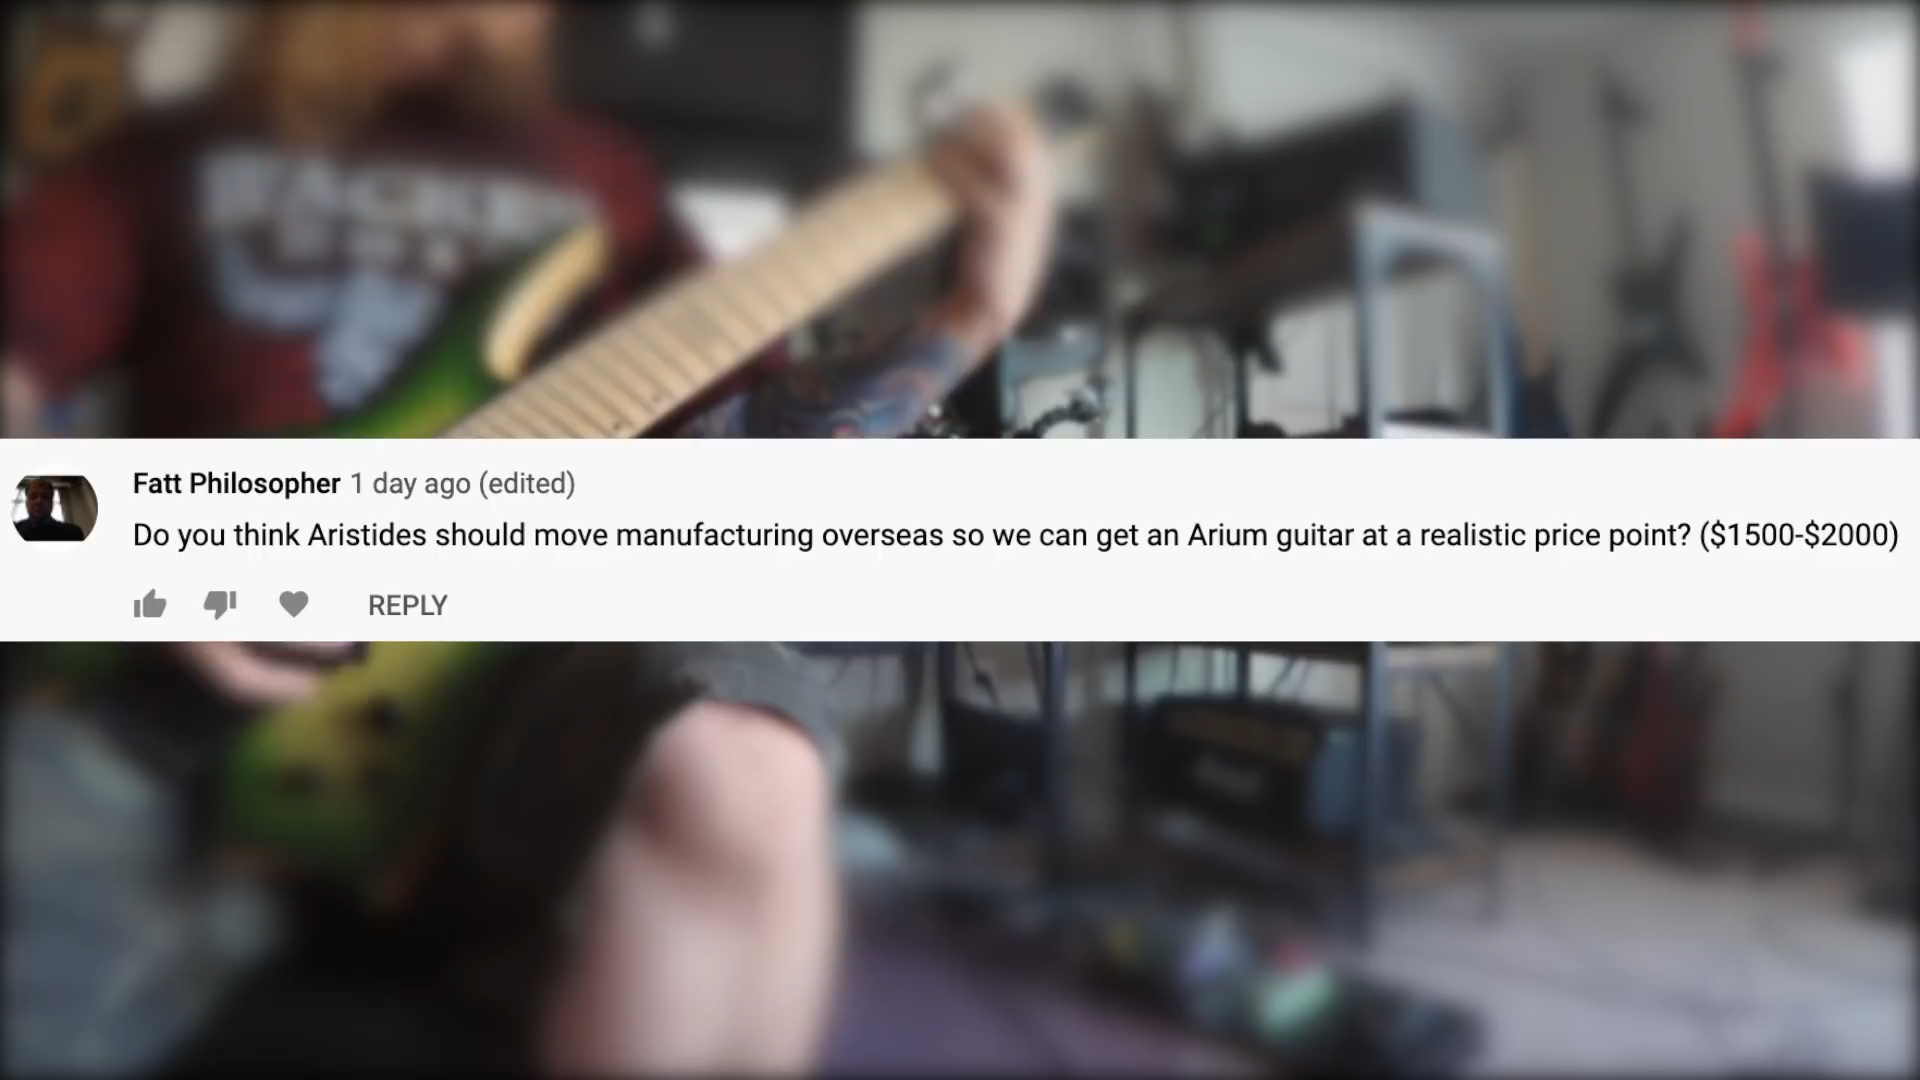 Fatt Philosopher 1 day ago (edited)
Do you think Aristides should move manufacturing overseas so we can get an Arium guitar at a realistic price point? ($1500-$2000)
REPLY